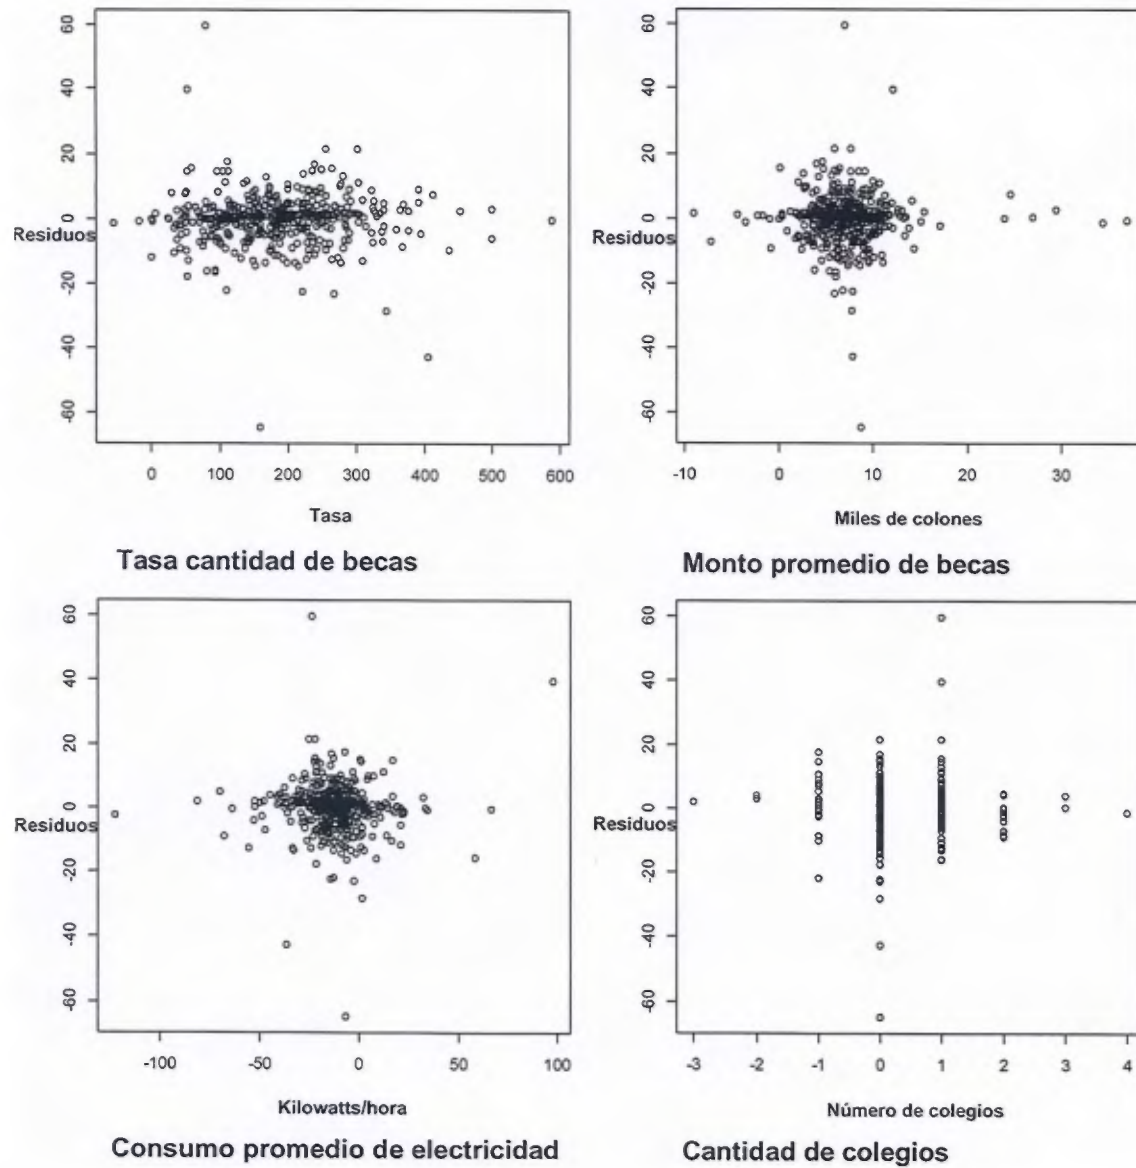 60
40
20
0
-20
-40
-60
Residuos
0 100 200 300 400 500 600
Tasa
Tasa cantidad de becas
60
40
20
0
-20
-40
-60
Residuos
-10 0 10 20 30
Miles de colones
Monto promedio de becas
60
40
20
0
-20
-40
-60
Residuos
-100 -50 0 50 100
Kilowatts/hora
Consumo promedio de electricidad
60
40
20
0
-20
-40
-60
Residuos
-3 -2 -1 0 1 2 3 4
Número de colegios
Cantidad de colegios